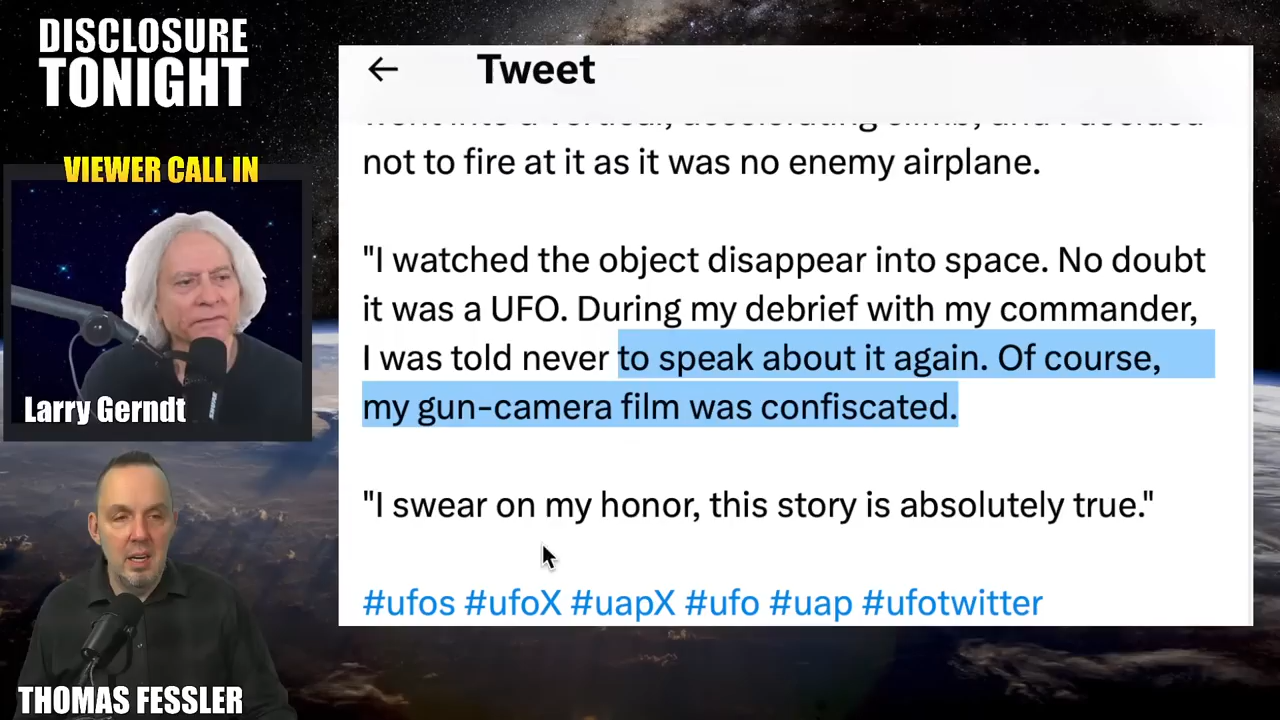 DISCLOSURE
TONIGHT
VIEWER CALL IN
Larry Gerndt
THOMAS FESSLER
Tweet
not to fire at it as it was no enemy airplane.
"I watched the object disappear into space. No doubt
it was a UFO. During my debrief with my commander,
I was told never to speak about it again. Of course,
my gun-camera film was confiscated.
"I swear on my honor, this story is absolutely true."
#ufos #ufoX #uapX #ufo #uap #ufotwitter